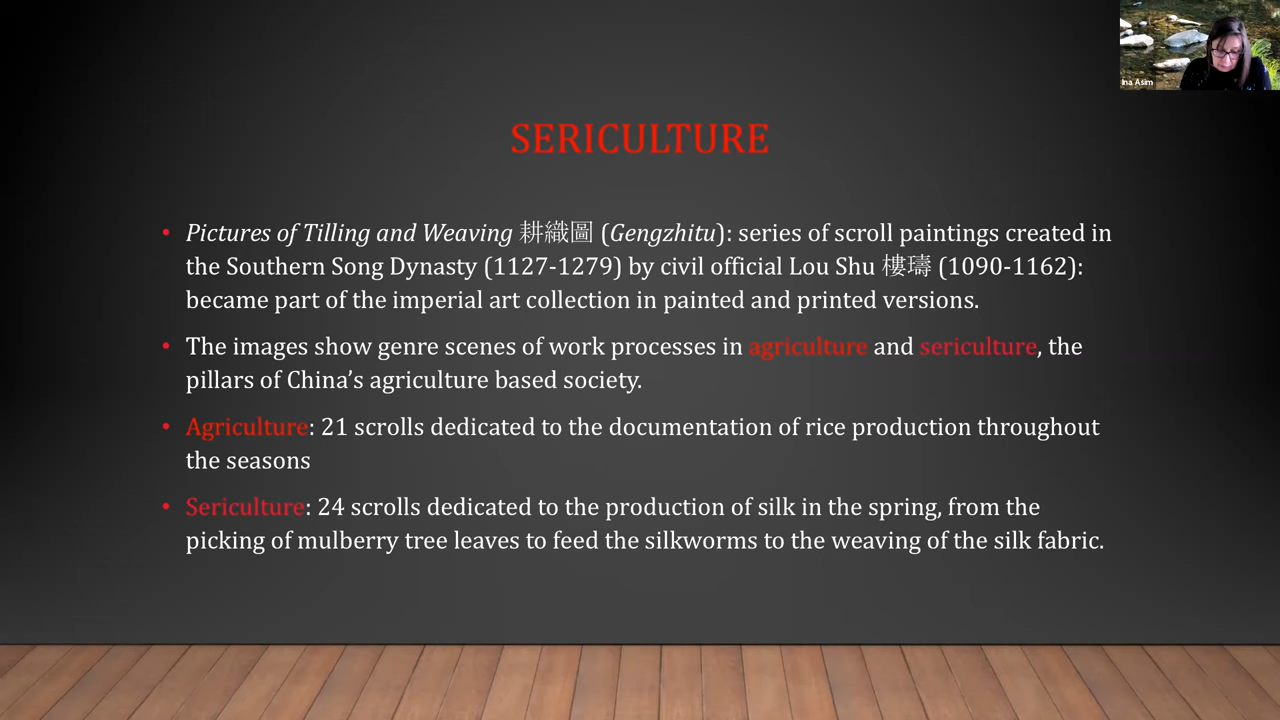 Ina Asim
SERICULTURE
• Pictures of Tilling and Weaving 耕織圖 (Gengzhitu): series of scroll paintings created in
the Southern Song Dynasty (1127-1279) by civil official Lou Shu 樓璹 (1090-1162):
became part of the imperial art collection in painted and printed versions.
• The images show genre scenes of work processes in agriculture and sericulture, the
pillars of China’s agriculture based society.
• Agriculture: 21 scrolls dedicated to the documentation of rice production throughout
the seasons
• Sericulture: 24 scrolls dedicated to the production of silk in the spring, from the
picking of mulberry tree leaves to feed the silkworms to the weaving of the silk fabric.